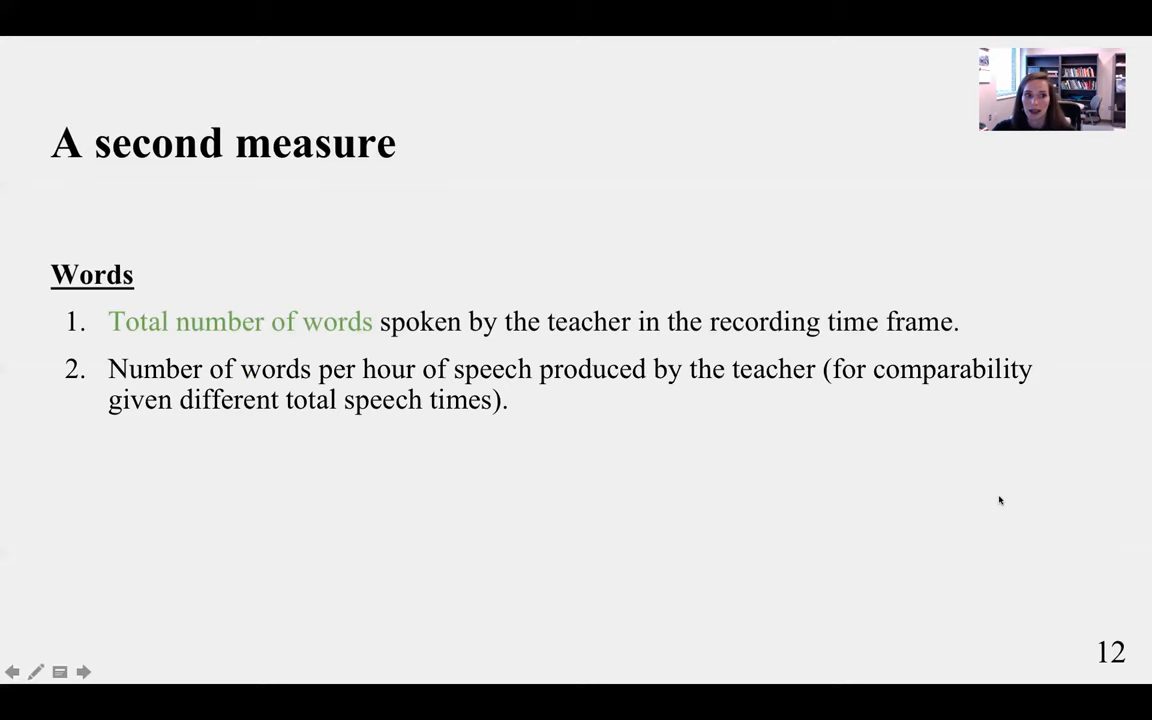 A second measure
Words
1. Total number of words spoken by the teacher in the recording time frame.
2. Number of words per hour of speech produced by the teacher (for comparability
given different total speech times).
12